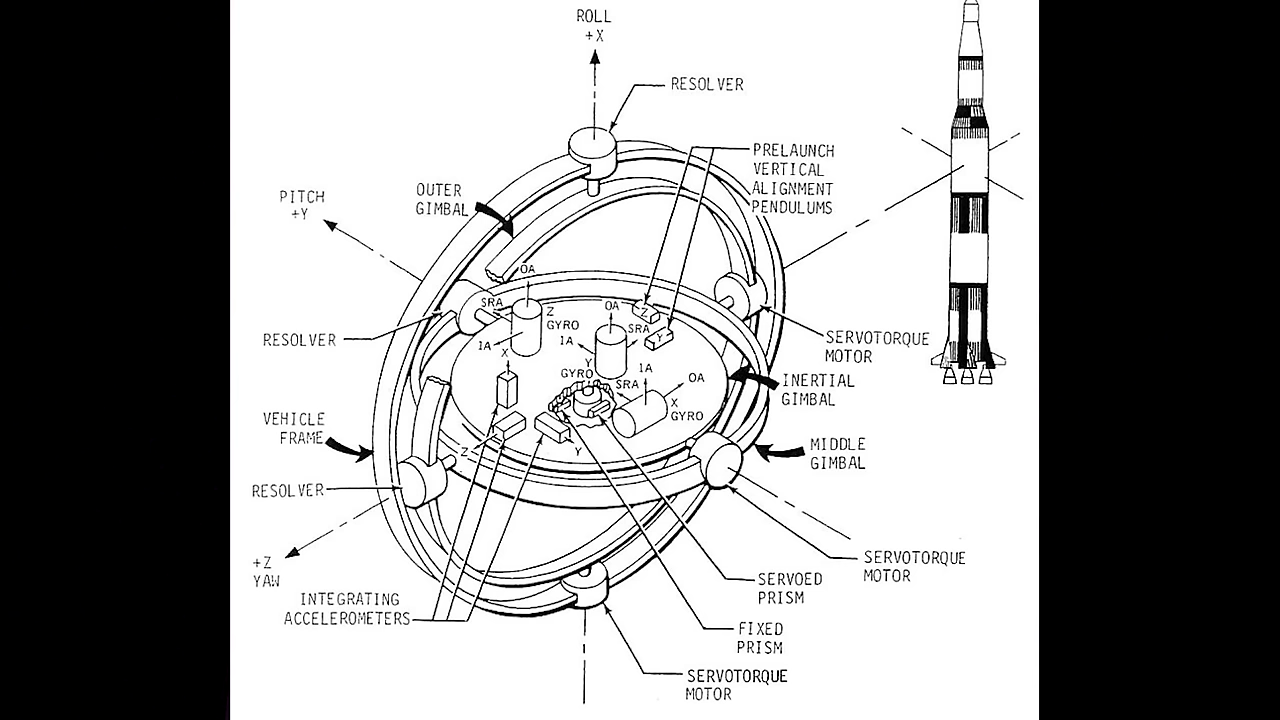 ROLL
+X
RESOLVER
PRELAUNCH
VERTICAL
ALIGNMENT
PENDULUMS
OUTER
GIMBAL
PITCH
+Y
OA
SRA
Z
GYRO
IA
X
OA
SRA
IA
Y
GYRO
Z
Y
RESOLVER
SERVOTORQUE
MOTOR
IA
OA
SRA
X
GYRO
INERTIAL
GIMBAL
VEHICLE
FRAME
Z
Y
MIDDLE
GIMBAL
RESOLVER
+Z
YAW
SERVOTORQUE
MOTOR
INTEGRATING
ACCELEROMETERS
SERVOED
PRISM
FIXED
PRISM
SERVOTORQUE
MOTOR